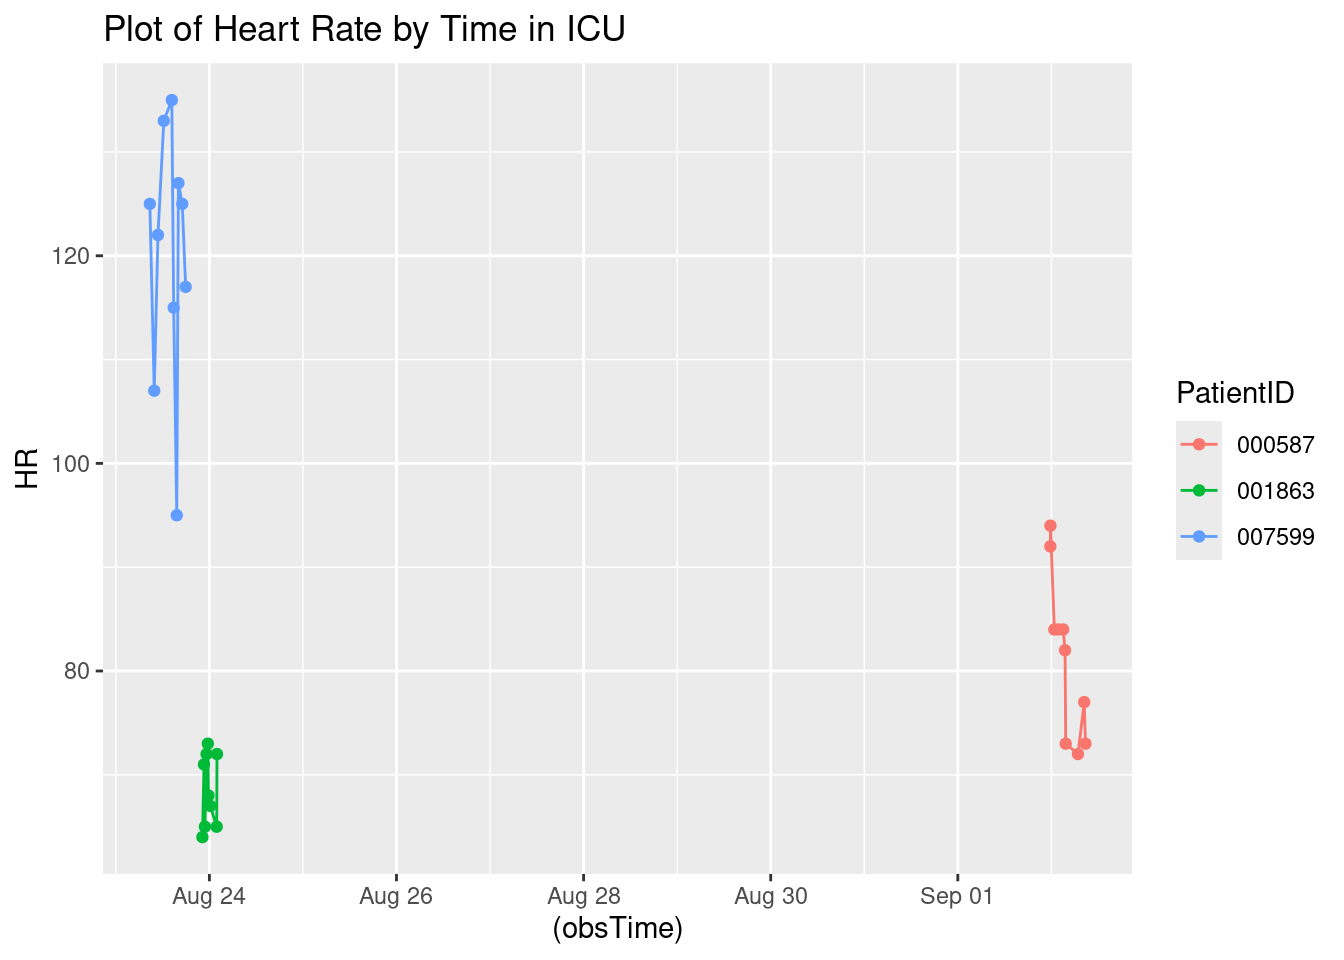 Plot of Heart Rate by Time in ICU
HR
120
100
80
Aug 24
Aug 26
Aug 28
Aug 30
Sep 01
(obsTime)
PatientID
000587
001863
007599